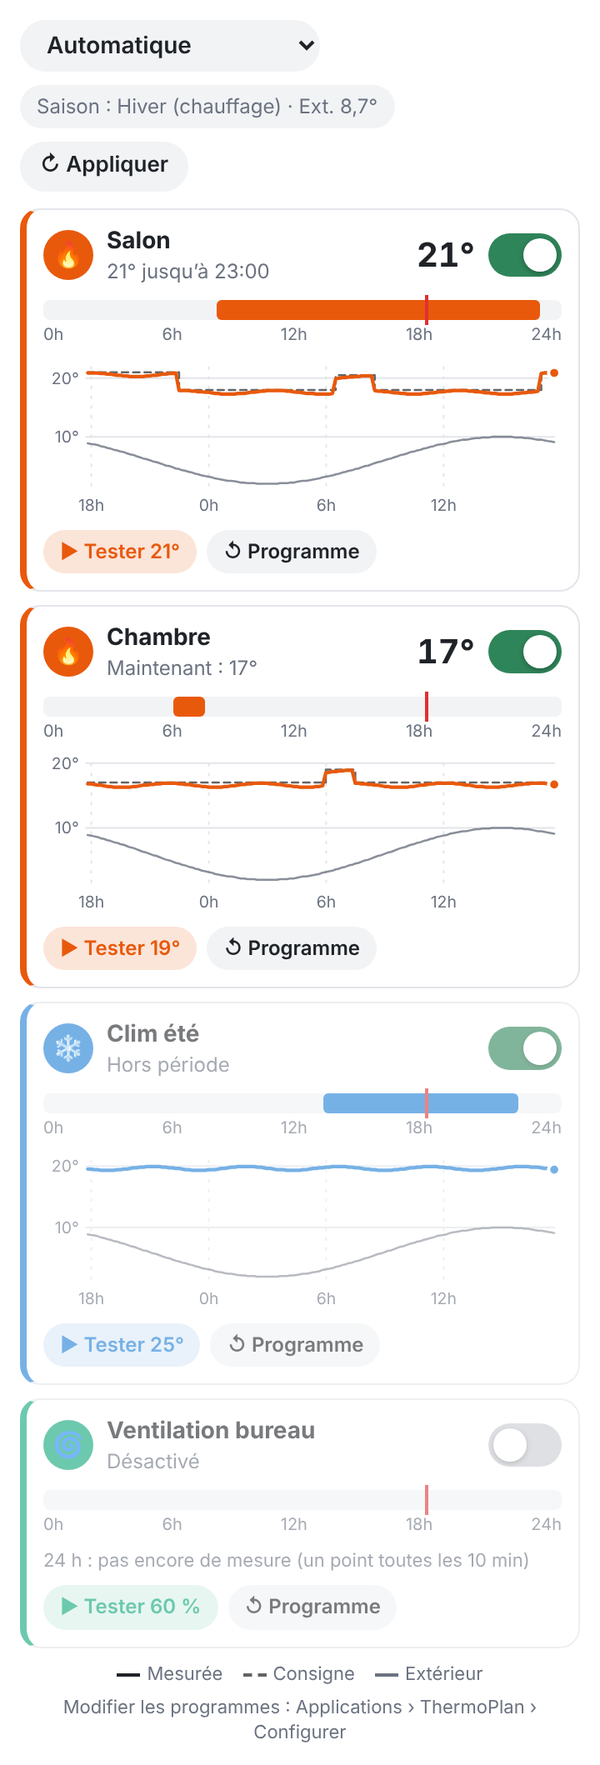 Automatique
Saison : Hiver (chauffage) · Ext. 8,7°
↻ Appliquer
Salon
21° jusqu'à 23:00
21°
0h 6h 12h 18h 24h
20°
10°
18h 0h 6h 12h
▶ Tester 21°
↺ Programme
Chambre
Maintenant : 17°
17°
0h 6h 12h 18h 24h
20°
10°
18h 0h 6h 12h
▶ Tester 19°
↺ Programme
Clim été
Hors période
0h 6h 12h 18h 24h
20°
10°
18h 0h 6h 12h
▶ Tester 25°
↺ Programme
Ventilation bureau
Désactivé
0h 6h 12h 18h 24h
24 h : pas encore de mesure (un point toutes les 10 min)
▶ Tester 60 %
↺ Programme
Mesurée Consigne Extérieur
Modifier les programmes : Applications › ThermoPlan ›
Configurer